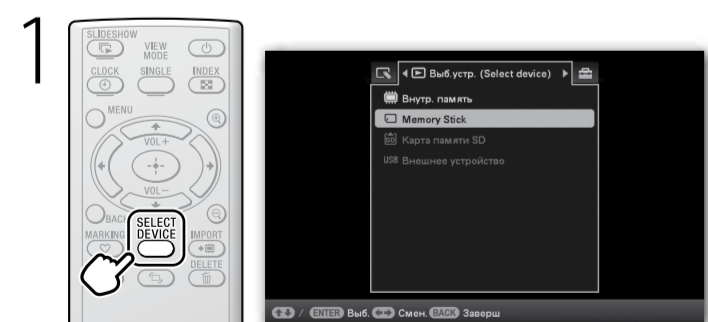 1
SLIDESHOW
VIEW
MODE
CLOCK SINGLE INDEX
MENU
VOL+
VOL−
BACK
MARKING SELECT
DEVICE IMPORT
DELETE
Выб.устр. (Select device)
Внутр. память
Memory Stick
SD Карта памяти SD
USB Внешнее устройство
/ ENTER Выб. Смен. BACK Заверш